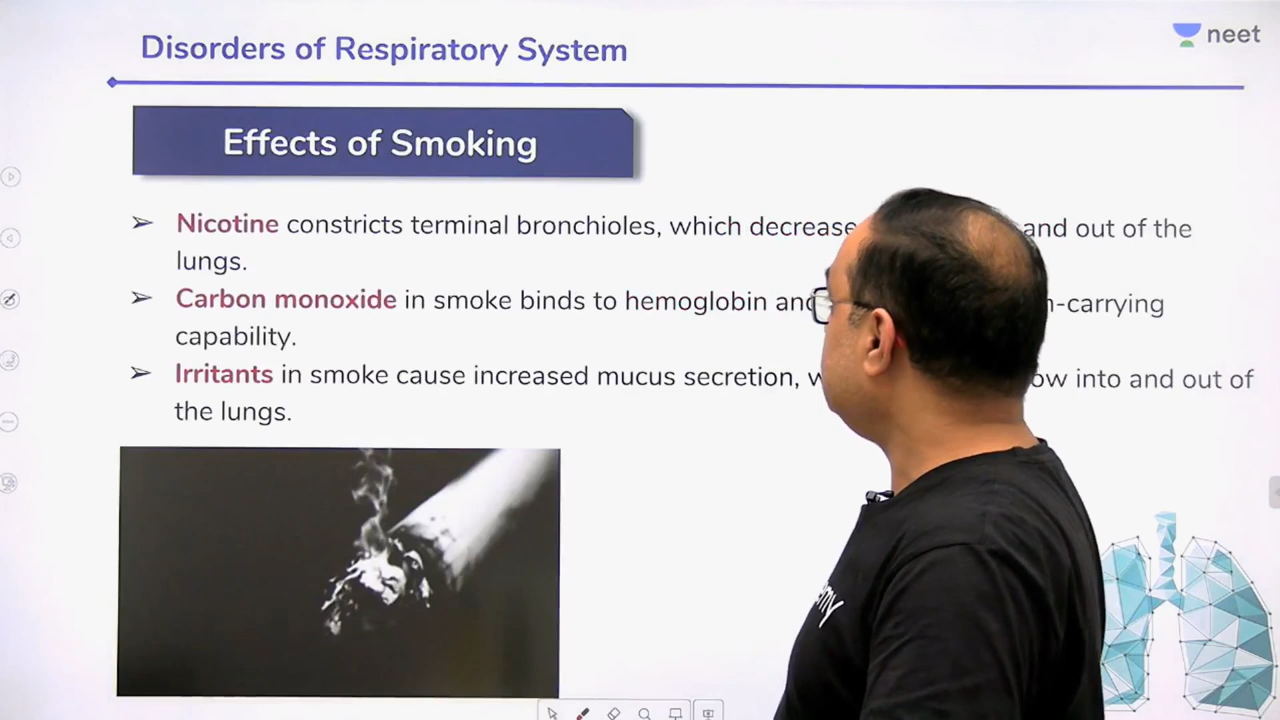 Disorders of Respiratory System
neet
Effects of Smoking
➢ Nicotine constricts terminal bronchioles, which decrease and out of the
lungs.
➢ Carbon monoxide in smoke binds to hemoglobin and -carrying
capability.
➢ Irritants in smoke cause increased mucus secretion, into and out of
the lungs.